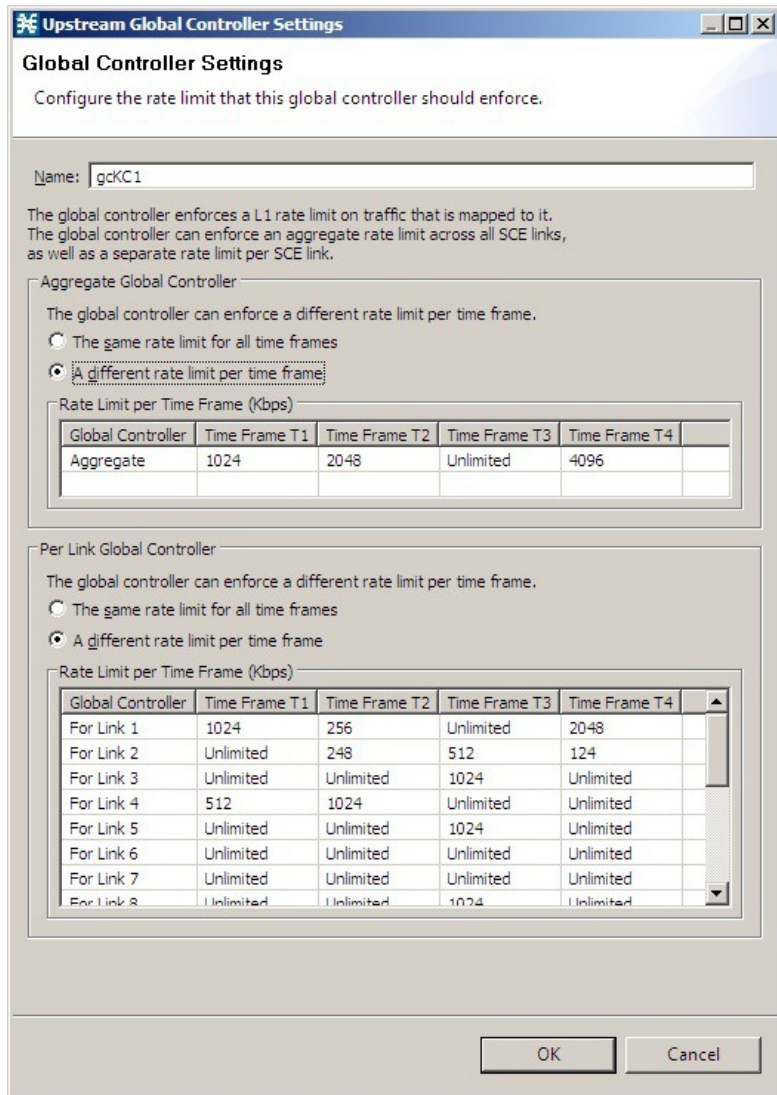 Upstream Global Controller Settings
Global Controller Settings
Configure the rate limit that this global controller should enforce.
Name: gcKC1
The global controller enforces a L1 rate limit on traffic that is mapped to it.
The global controller can enforce an aggregate rate limit across all SCE links,
as well as a separate rate limit per SCE link.
Aggregate Global Controller
The global controller can enforce a different rate limit per time frame.
The same rate limit for all time frames
A different rate limit per time frame
Rate Limit per Time Frame (Kbps)
Global Controller Time Frame T1 Time Frame T2 Time Frame T3 Time Frame T4
Aggregate 1024 2048 Unlimited 4096
Per Link Global Controller
The global controller can enforce a different rate limit per time frame.
The same rate limit for all time frames
A different rate limit per time frame
Rate Limit per Time Frame (Kbps)
Global Controller Time Frame T1 Time Frame T2 Time Frame T3 Time Frame T4
For Link 1 1024 256 Unlimited 2048
For Link 2 Unlimited 248 512 124
For Link 3 Unlimited Unlimited 1024 Unlimited
For Link 4 512 1024 Unlimited Unlimited
For Link 5 Unlimited Unlimited 1024 Unlimited
For Link 6 Unlimited Unlimited Unlimited Unlimited
For Link 7 Unlimited Unlimited Unlimited Unlimited
For Link 8 Unlimited Unlimited 1024 Unlimited
OK Cancel